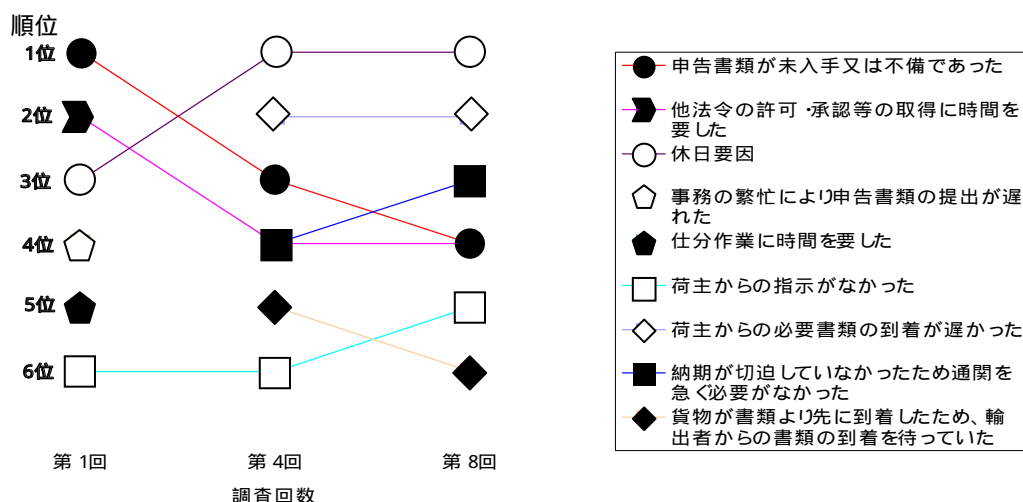 順位
1位
2位
3位
4位
5位
6位
第 1回
第 4回
第 8回
調査回数
申告書類が未入手又は不備であった
他法令の許可・承認等の取得に時間を
要した
休日要因
事務の繁忙により申告書類の提出が遅
れた
仕分作業に時間を要した
荷主からの指示がなかった
荷主からの必要書類の到着が遅かった
納期が切迫していなかったため通関を
急ぐ必要がなかった
貨物が書類より先に到着したため、輸
出者からの書類の到着を待っていた